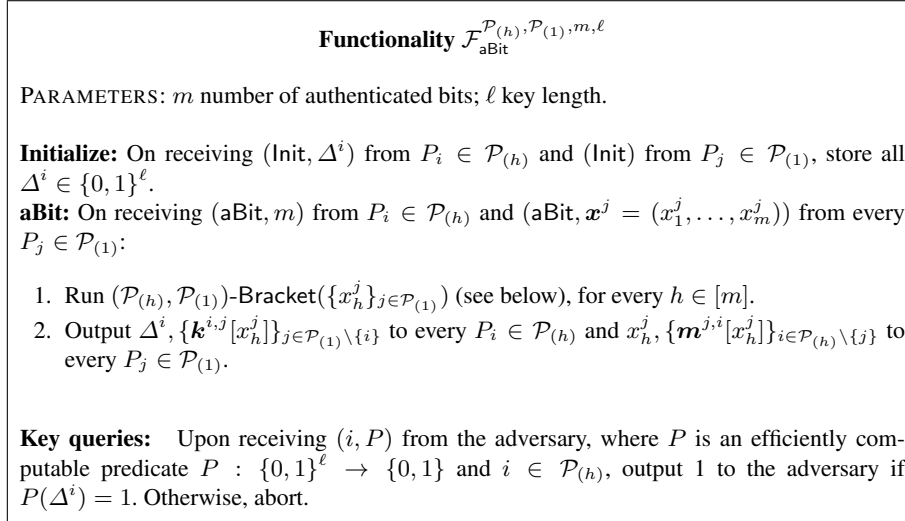 Functionality $\mathcal{F}_{\mathsf{aBit}}^{\mathcal{P}_{(h)},\mathcal{P}_{(1)},m,\ell}$
PARAMETERS: $m$ number of authenticated bits; $\ell$ key length.
Initialize: On receiving $(\mathsf{Init}, \Delta^i)$ from $P_i \in \mathcal{P}_{(h)}$ and $(\mathsf{Init})$ from $P_j \in \mathcal{P}_{(1)}$, store all
$\Delta^i \in \{0,1\}^\ell$.
aBit: On receiving $(\mathsf{aBit}, m)$ from $P_i \in \mathcal{P}_{(h)}$ and $(\mathsf{aBit}, \boldsymbol{x}^j = (x_1^j, \ldots, x_m^j))$ from every
$P_j \in \mathcal{P}_{(1)}$:
1. Run $(\mathcal{P}_{(h)}, \mathcal{P}_{(1)})$-$\mathsf{Bracket}(\{x_h^j\}_{j \in \mathcal{P}_{(1)}})$ (see below), for every $h \in [m]$.
2. Output $\Delta^i, \{\boldsymbol{k}^{i,j}[x_h^j]\}_{j \in \mathcal{P}_{(1)} \setminus \{i\}}$ to every $P_i \in \mathcal{P}_{(h)}$ and $x_h^j, \{\boldsymbol{m}^{j,i}[x_h^j]\}_{i \in \mathcal{P}_{(h)} \setminus \{j\}}$ to
every $P_j \in \mathcal{P}_{(1)}$.
Key queries: Upon receiving $(i, P)$ from the adversary, where $P$ is an efficiently com-
putable predicate $P : \{0,1\}^\ell \to \{0,1\}$ and $i \in \mathcal{P}_{(h)}$, output 1 to the adversary if
$P(\Delta^i) = 1$. Otherwise, abort.